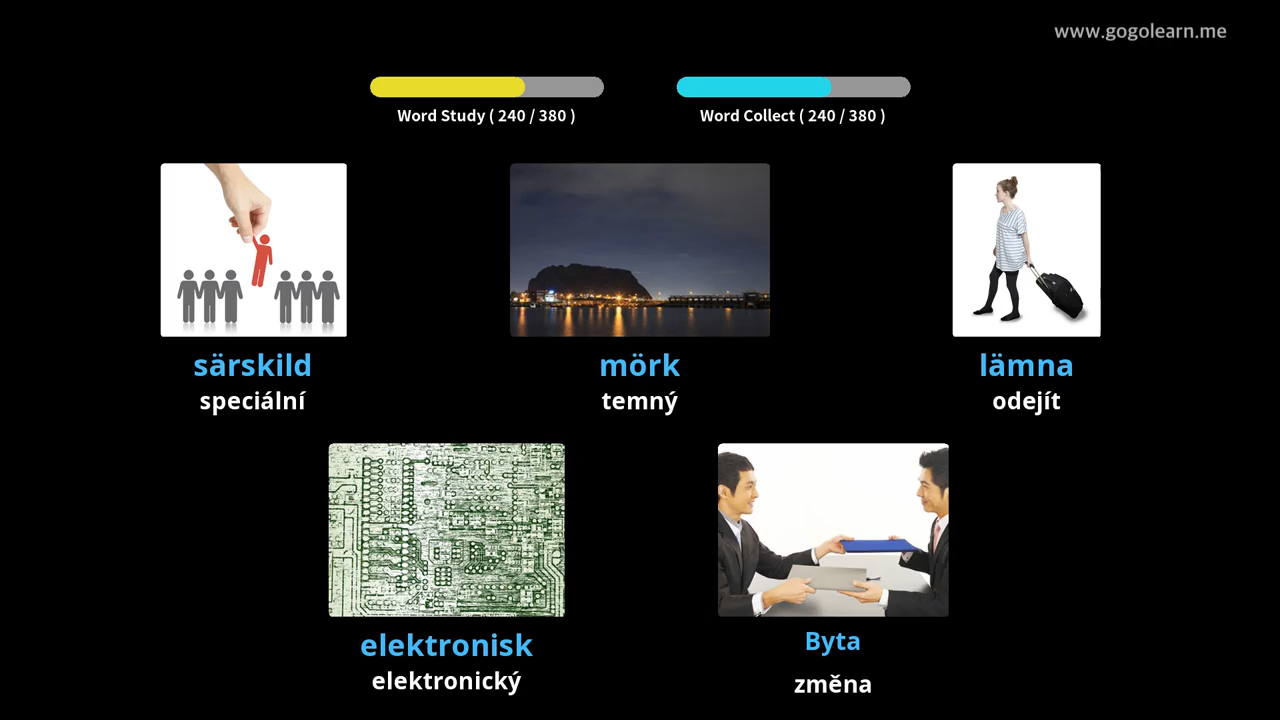 www.gogolearn.me
Word Study ( 240 / 380 )
Word Collect ( 240 / 380 )
särskild
speciální
mörk
temný
lämna
odejít
elektronisk
elektronický
Byta
změna